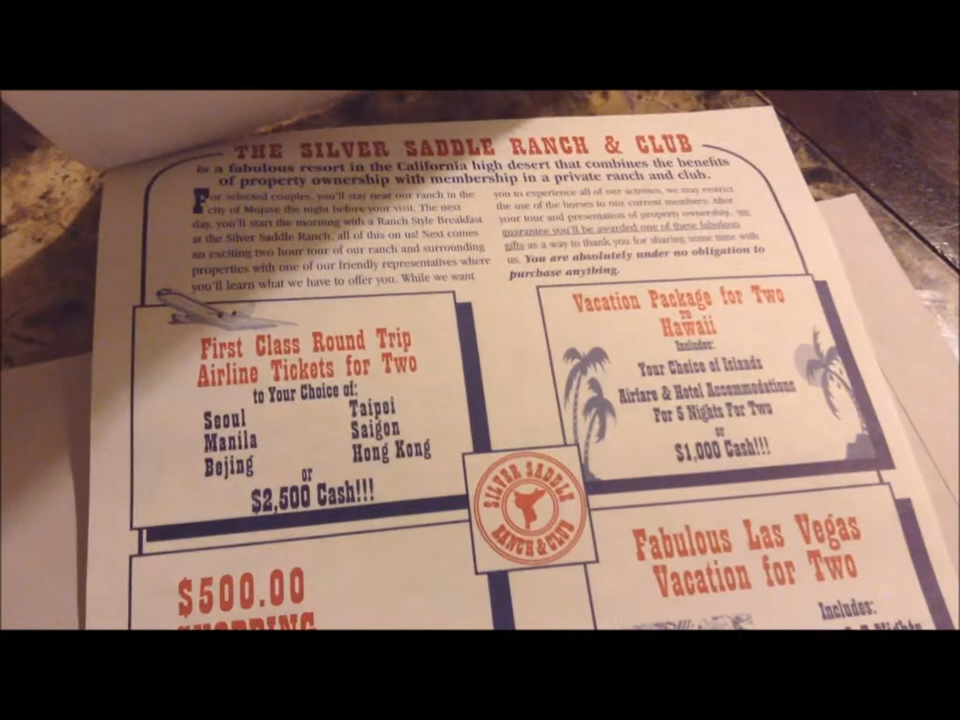 THE SILVER SADDLE RANCH & CLUB
is a fabulous resort in the California high desert that combines the benefits
of property ownership with membership in a private ranch and club.
For selected couples, you'll stay near our ranch in the
city of Mojave the night before your visit. The next
day, you'll start the morning with a Ranch Style Breakfast
at the Silver Saddle Ranch, all of this on us! Next comes
an exciting two hour tour of our ranch and surrounding
properties with one of our friendly representatives where
you'll learn what we have to offer you. While we want
you to experience all of our activites, we may restrict
the use of the horses to our current members. After
your tour and presentation of property ownership, we
guarantee you'll be awarded one of these fabulous
gifts as a way to thank you for sharing some time with
us. You are absolutely under no obligation to
purchase anything.
First Class Round Trip
Airline Tickets for Two
to Your Choice of:
Seoul
Manila
Bejing
Taipei
Saigon
Hong Kong
or
$2,500 Cash!!!
Vacation Package for Two
to
Hawaii
Includes:
Your Choice of Islands
Airfare & Hotel Accommodations
For 5 Nights For Two
or
$1,000 Cash!!!
SILVER SADDLE
RANCH & CLUB
$500.00
SHOPPING
Fabulous Las Vegas
Vacation for Two
Includes:
Nights